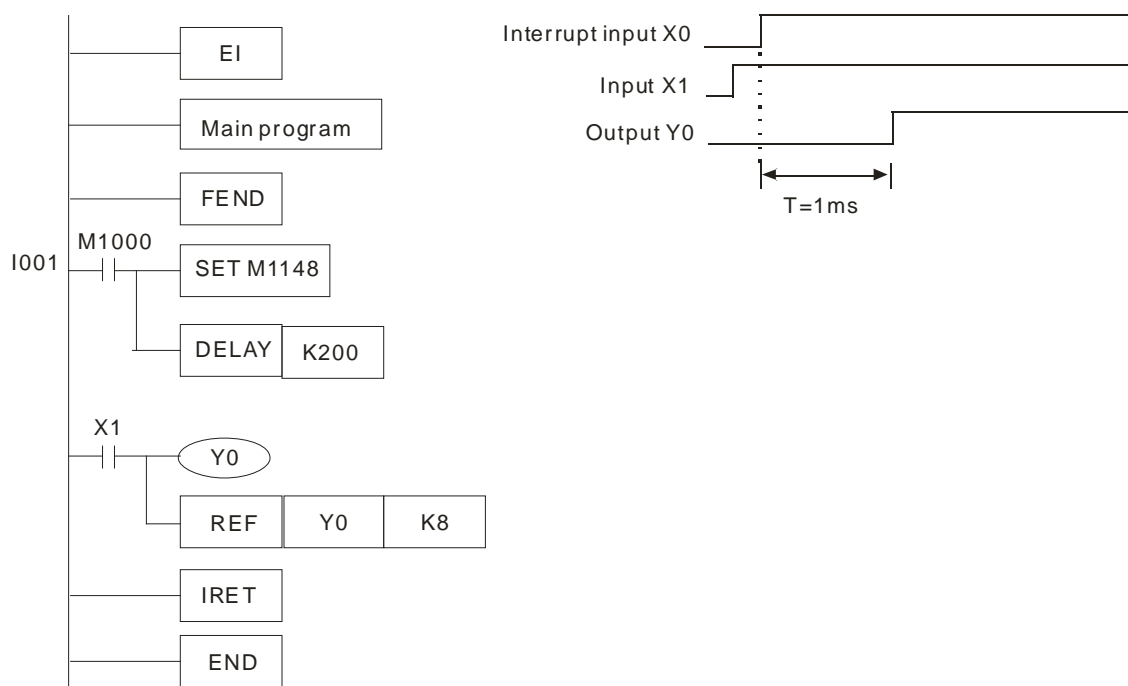 EI
Main program
FEND
I001
M1000
SET M1148
DELAY K200
X1
Y0
REF Y0 K8
IRET
END
Interrupt input X0
Input X1
Output Y0
T=1ms